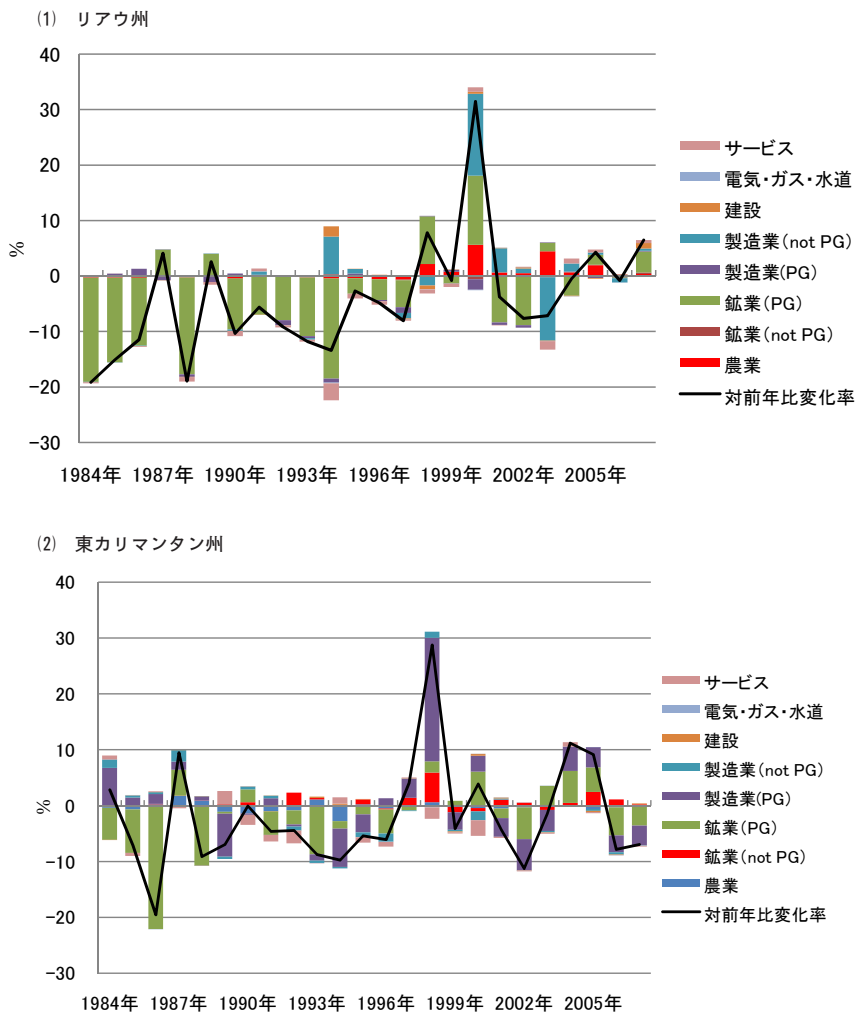 ⑴ リアウ州
40
30
20
10
0
−10
−20
−30
%
1984年 1987年 1990年 1993年 1996年 1999年 2002年 2005年
サービス
電気・ガス・水道
建設
製造業(not PG)
製造業(PG)
鉱業(PG)
鉱業(not PG)
農業
対前年比変化率
⑵ 東カリマンタン州
40
30
20
10
0
−10
−20
−30
%
1984年 1987年 1990年 1993年 1996年 1999年 2002年 2005年
サービス
電気・ガス・水道
建設
製造業(not PG)
製造業(PG)
鉱業(PG)
鉱業(not PG)
農業
対前年比変化率